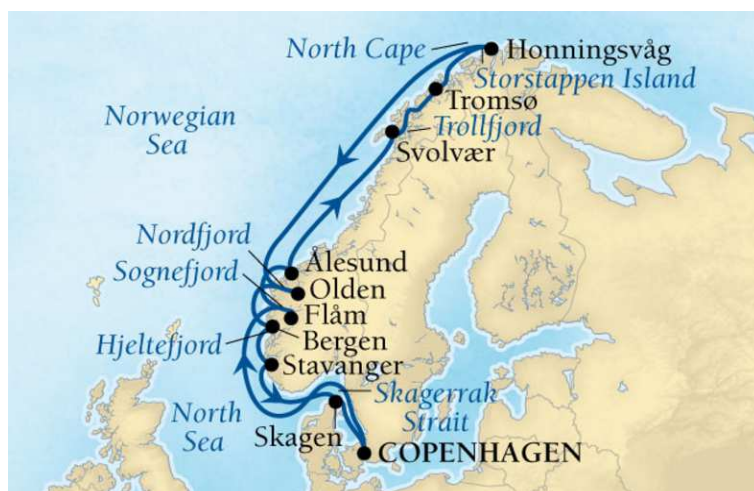 North Cape
Honningsvåg
Storstappen Island
Tromsø
Norwegian
Sea
Trollfjord
Svolvær
Nordfjord
Ålesund
Sognefjord
Olden
Flåm
Hjeltefjord
Bergen
Stavanger
Skagerrak
Strait
North
Sea
Skagen
COPENHAGEN